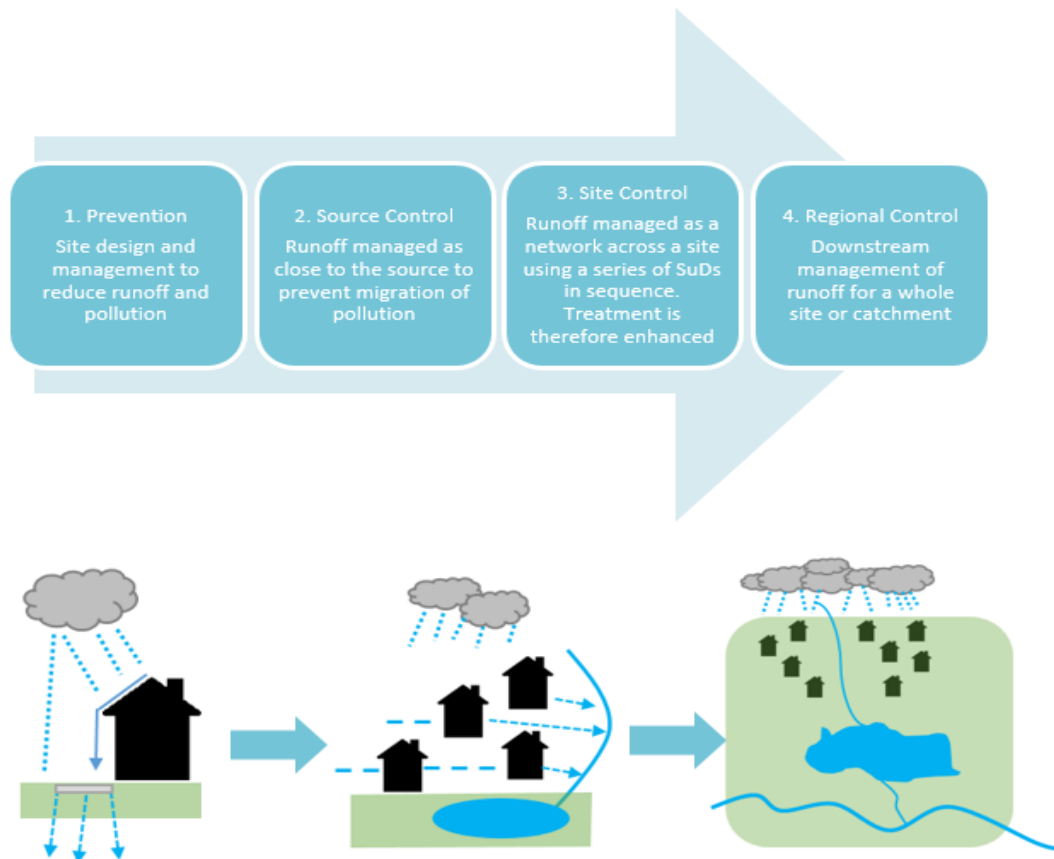 1. Prevention
Site design and
management to
reduce runoff and
pollution
2. Source Control
Runoff managed as
close to the source to
prevent migration of
pollution
3. Site Control
Runoff managed as a
network across a site
using a series of SuDs
in sequence.
Treatment is
therefore enhanced
4. Regional Control
Downstream
management of
runoff for a whole
site or catchment